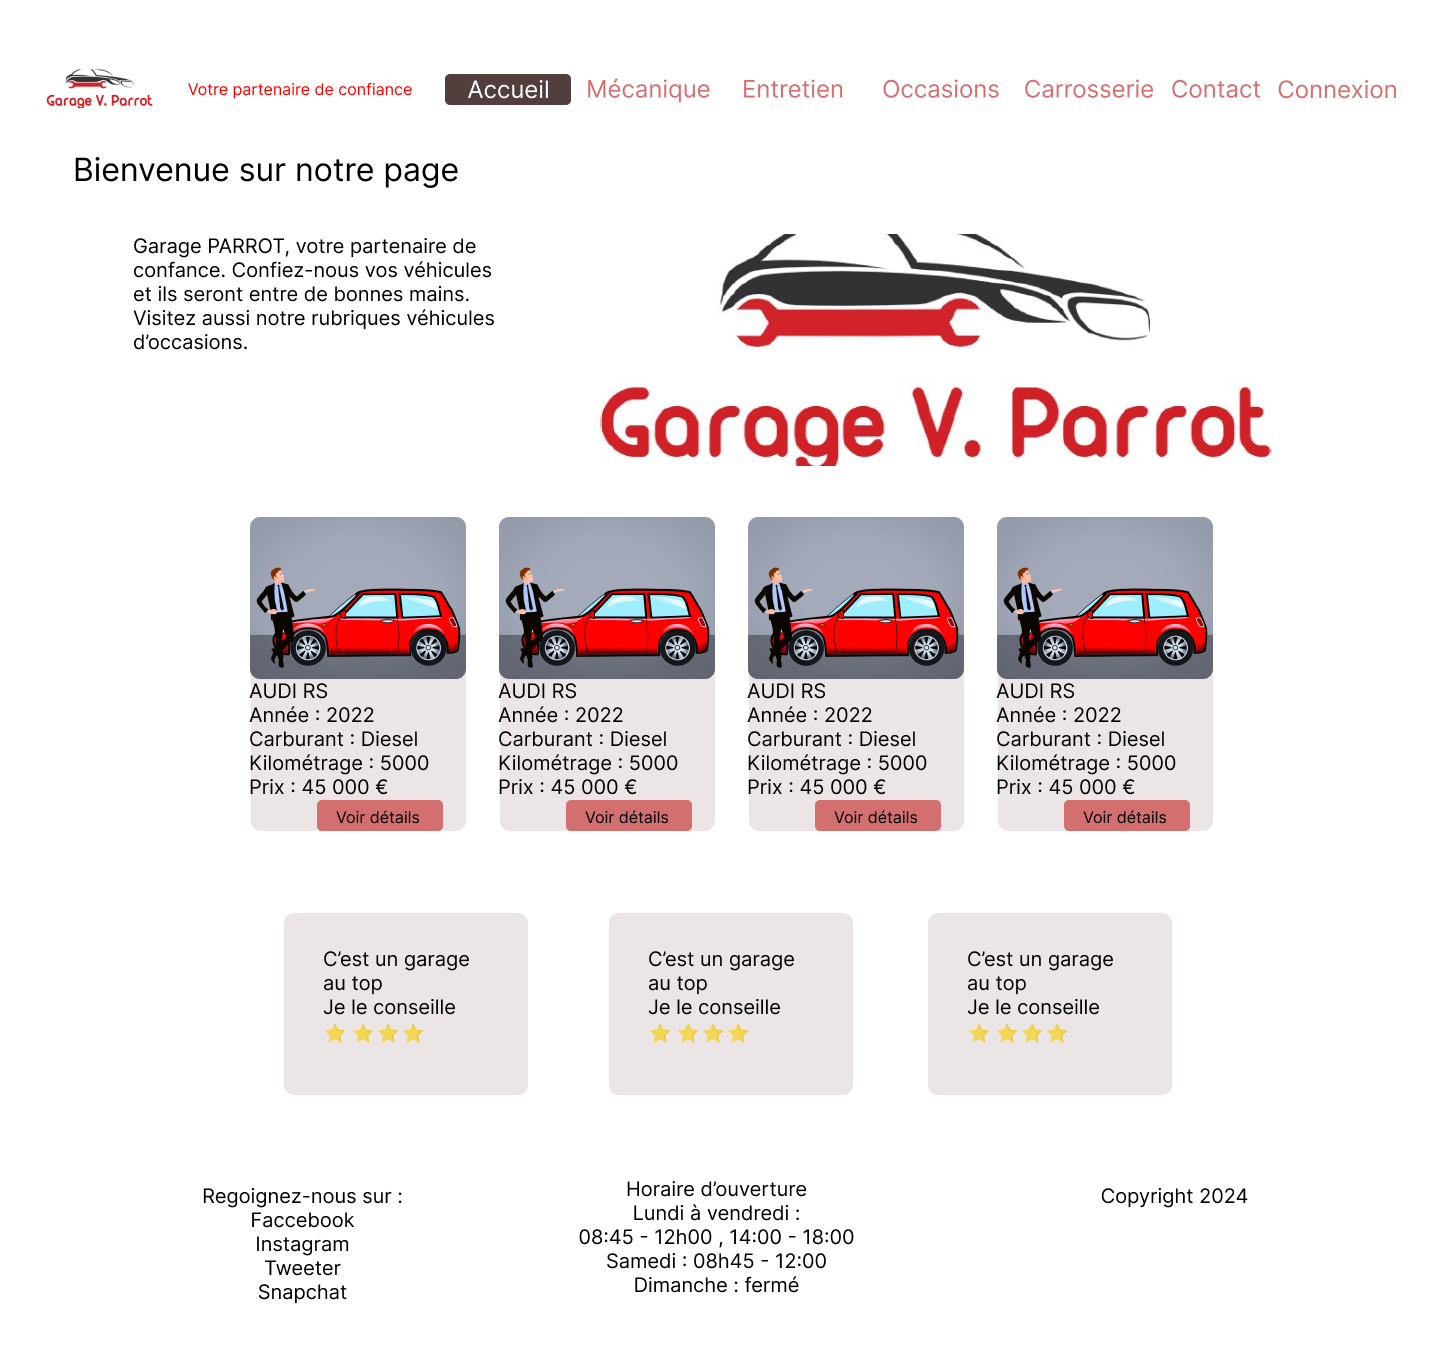 Garage V. Parrot
Votre partenaire de confiance
Accueil
Mécanique
Entretien
Occasions
Carrosserie
Contact
Connexion
Bienvenue sur notre page
Garage PARROT, votre partenaire de
confance. Confiez-nous vos véhicules
et ils seront entre de bonnes mains.
Visitez aussi notre rubriques véhicules
d’occasions.
Garage V. Parrot
AUDI RS
Année : 2022
Carburant : Diesel
Kilométrage : 5000
Prix : 45 000 €
Voir détails
AUDI RS
Année : 2022
Carburant : Diesel
Kilométrage : 5000
Prix : 45 000 €
Voir détails
AUDI RS
Année : 2022
Carburant : Diesel
Kilométrage : 5000
Prix : 45 000 €
Voir détails
AUDI RS
Année : 2022
Carburant : Diesel
Kilométrage : 5000
Prix : 45 000 €
Voir détails
C’est un garage
au top
Je le conseille
C’est un garage
au top
Je le conseille
C’est un garage
au top
Je le conseille
Regoignez-nous sur :
Faccebook
Instagram
Tweeter
Snapchat
Horaire d’ouverture
Lundi à vendredi :
08:45 - 12h00 , 14:00 - 18:00
Samedi : 08h45 - 12:00
Dimanche : fermé
Copyright 2024